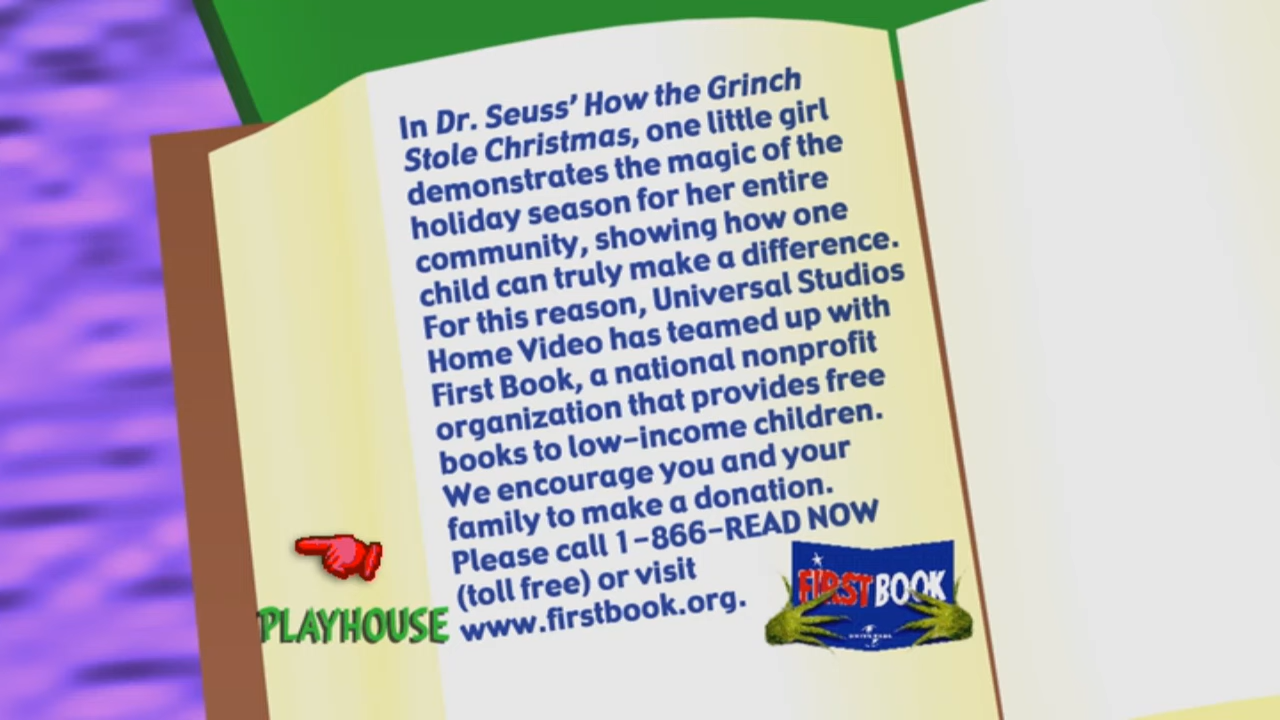 In Dr. Seuss' How the Grinch
Stole Christmas, one little girl
demonstrates the magic of the
holiday season for her entire
community, showing how one
child can truly make a difference.
For this reason, Universal Studios
Home Video has teamed up with
First Book, a national nonprofit
organization that provides free
books to low-income children.
We encourage you and your
family to make a donation.
Please call 1-866-READ NOW
(toll free) or visit
www.firstbook.org.
PLAYHOUSE
FIRST BOOK
UNIVERSAL